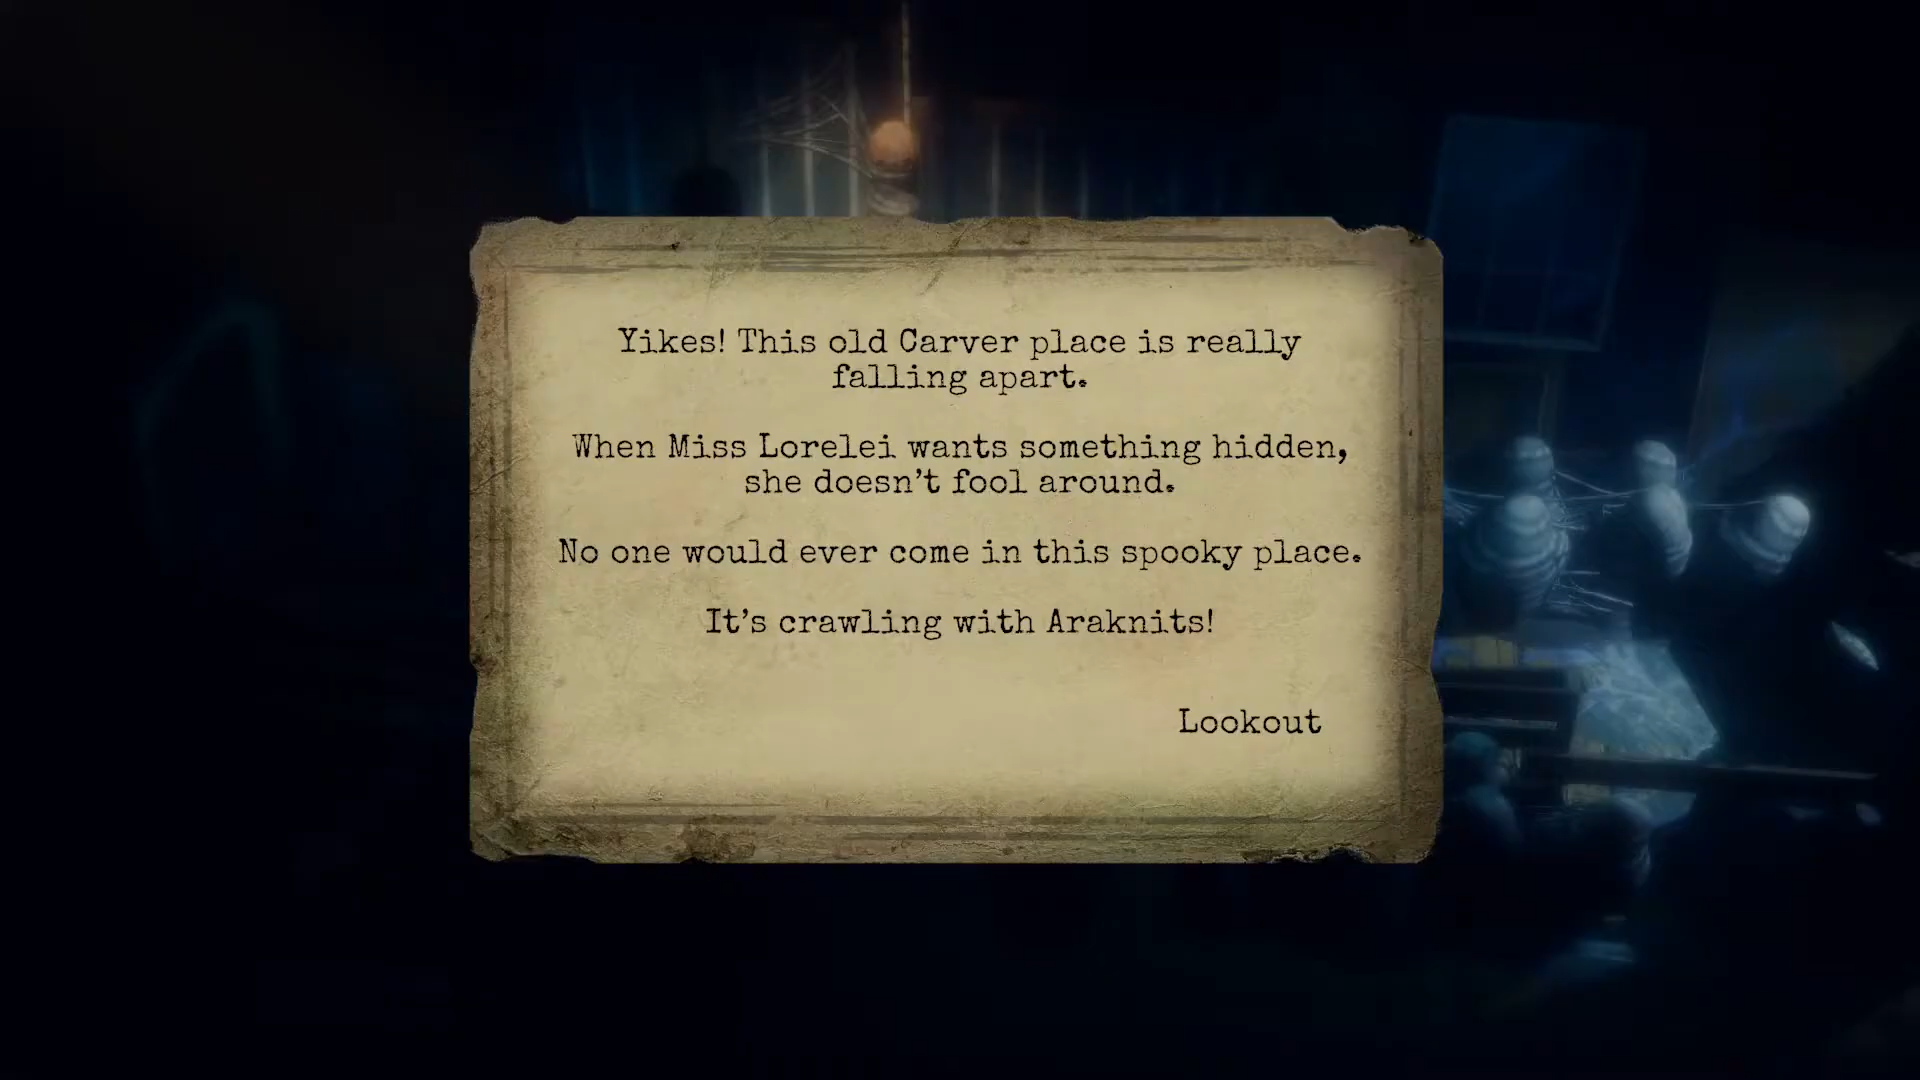 Yikes! This old Carver place is really
falling apart.
When Miss Lorelei wants something hidden,
she doesn’t fool around.
No one would ever come in this spooky place.
It’s crawling with Araknits!
Lookout